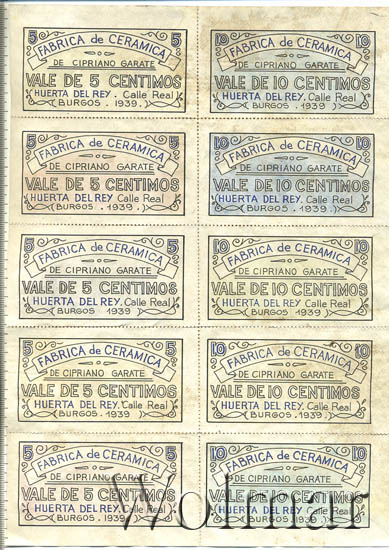 5 5
FABRICA de CERAMICA
DE CIPRIANO GARATE
VALE DE 5 CENTIMOS
HUERTA DEL REY. Calle Real
BURGOS. 1939.
10 10
FABRICA de CERAMICA
DE CIPRIANO GARATE
VALE DE 10 CENTIMOS
HUERTA DEL REY. Calle Real
BURGOS. 1939
5 5
FABRICA de CERAMICA
DE CIPRIANO GARATE
VALE DE 5 CENTIMOS
HUERTA DEL REY. Calle Real
BURGOS. 1939
10 10
FABRICA de CERAMICA
DE CIPRIANO GARATE
VALE DE 10 CENTIMOS
HUERTA DEL REY. Calle Real
BURGOS. 1939.
5 5
FABRICA de CERAMICA
DE CIPRIANO GARATE
VALE DE 5 CENTIMOS
HUERTA DEL REY. Calle Real
BURGOS 1939
10 10
FABRICA de CERAMICA
DE CIPRIANO GARATE
VALE DE 10 CENTIMOS
HUERTA DEL REY. Calle Real
BURGOS. 1939
5 5
FABRICA de CERAMICA
DE CIPRIANO GARATE
VALE DE 5 CENTIMOS
HUERTA DEL REY. Calle Real
BURGOS. 1939.
10 10
FABRICA de CERAMICA
DE CIPRIANO GARATE
VALE DE 10 CENTIMOS
HUERTA DEL REY. Calle Real
BURGOS. 1939.
5 5
FABRICA de CERAMICA
DE CIPRIANO GARATE
VALE DE 5 CENTIMOS
HUERTA DEL REY. Calle Real
BURGOS. 1939
10 10
FABRICA de CERAMICA
DE CIPRIANO GARATE
VALE DE 10 CENTIMOS
HUERTA DEL REY. Calle Real
BURGOS. 1939.
Wolmar